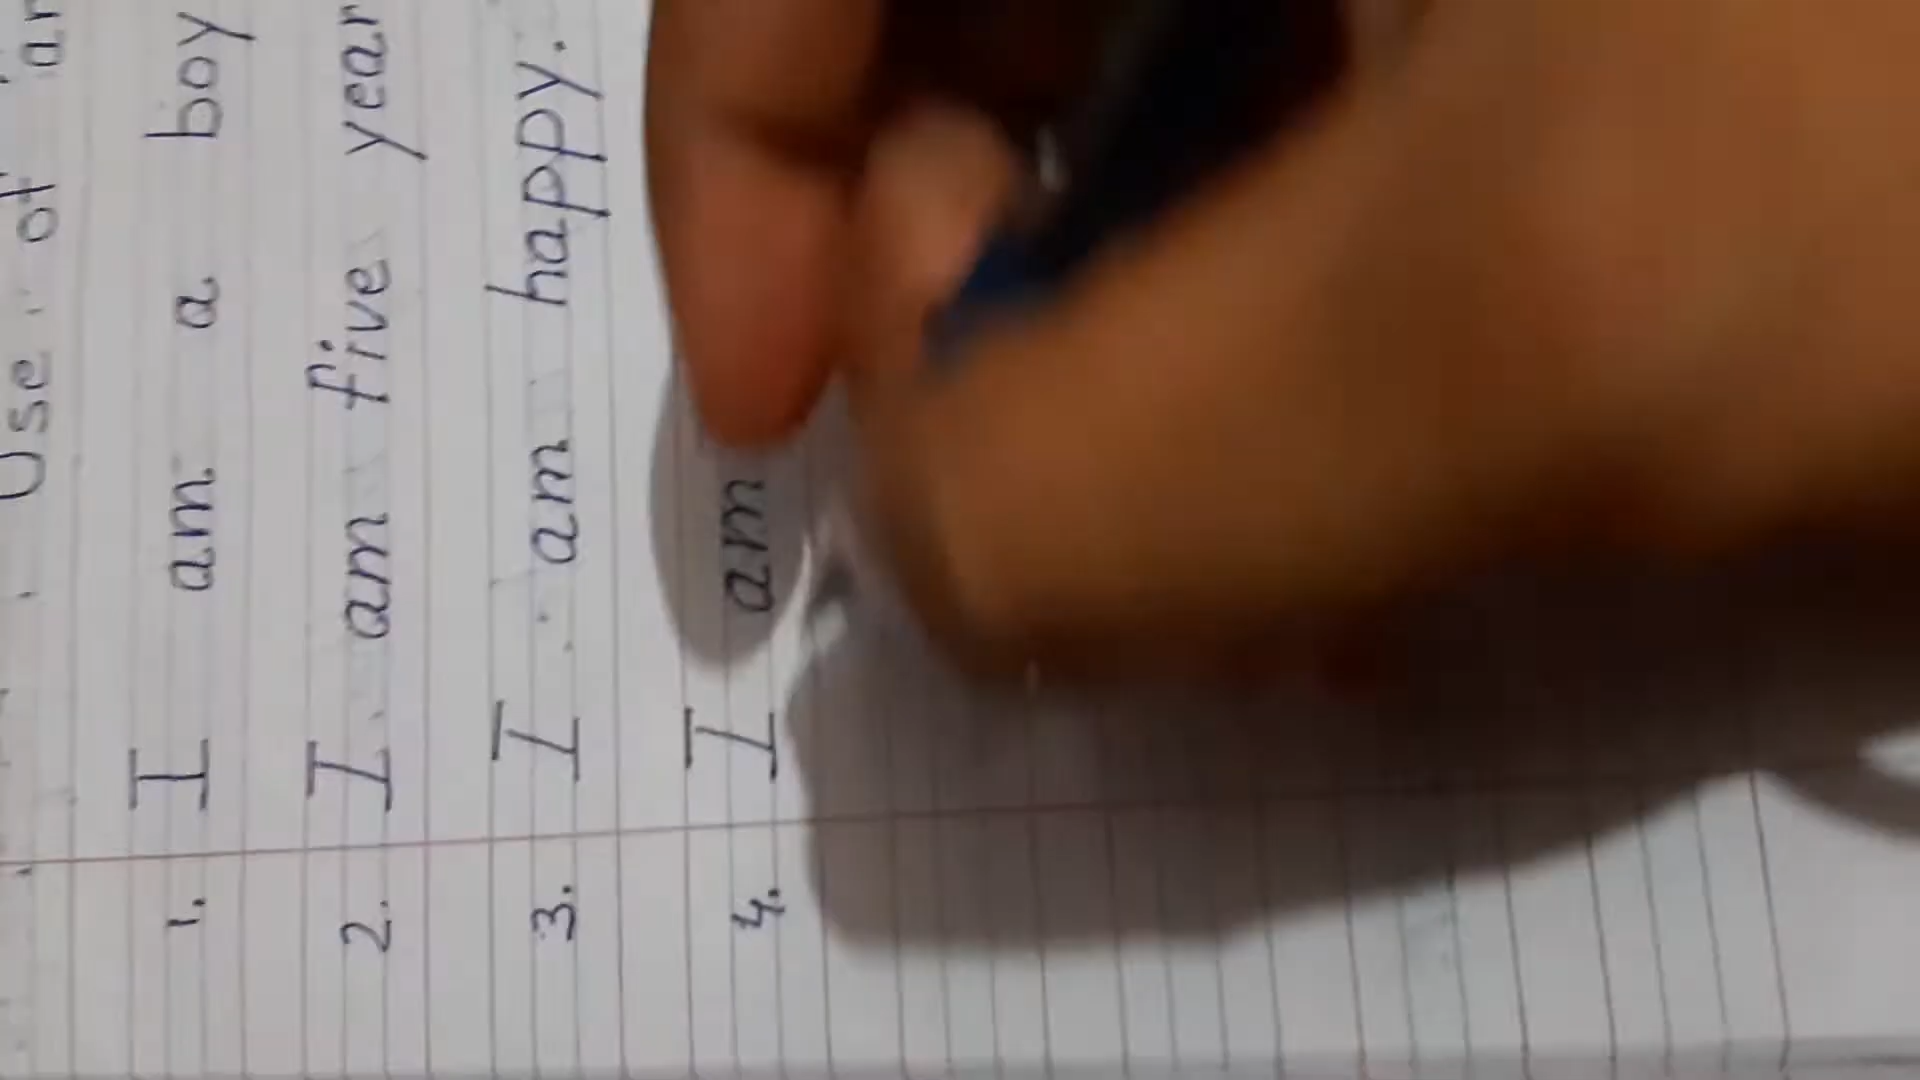 Use of
1. I am a boy
2. I am five year
3. I am happy.
4. I am